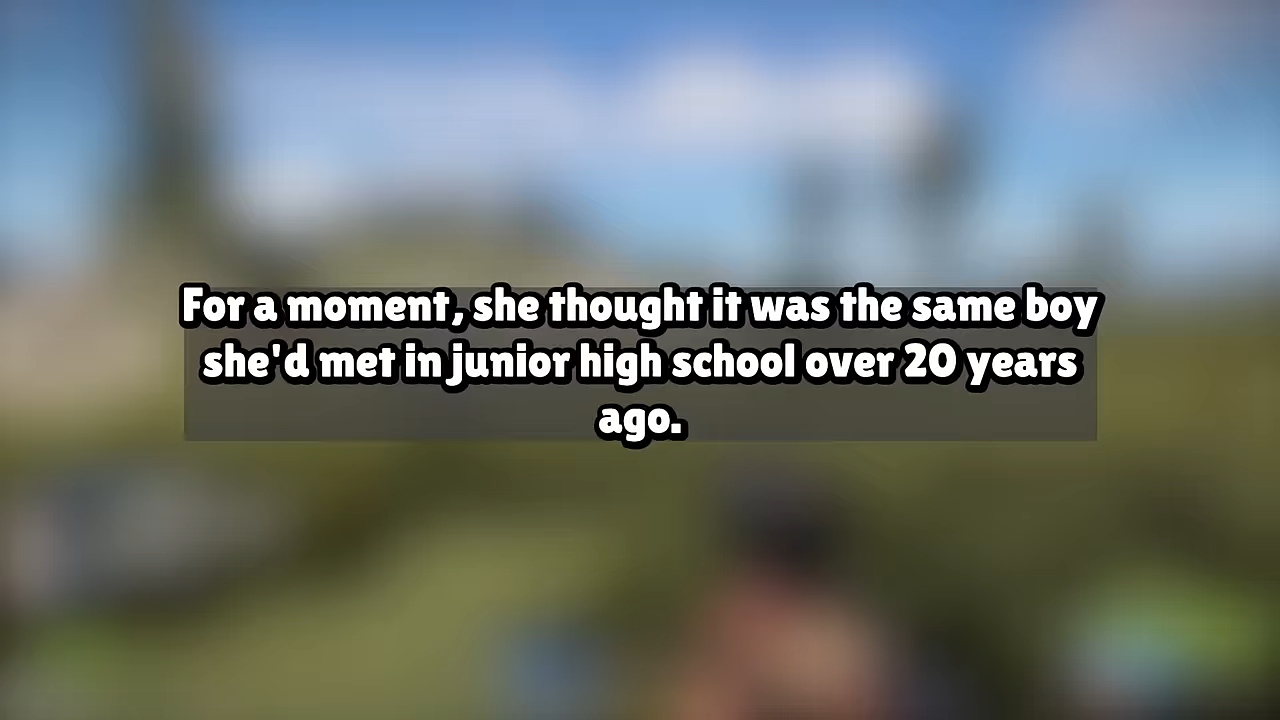 For a moment, she thought it was the same boy
she'd met in junior high school over 20 years
ago.